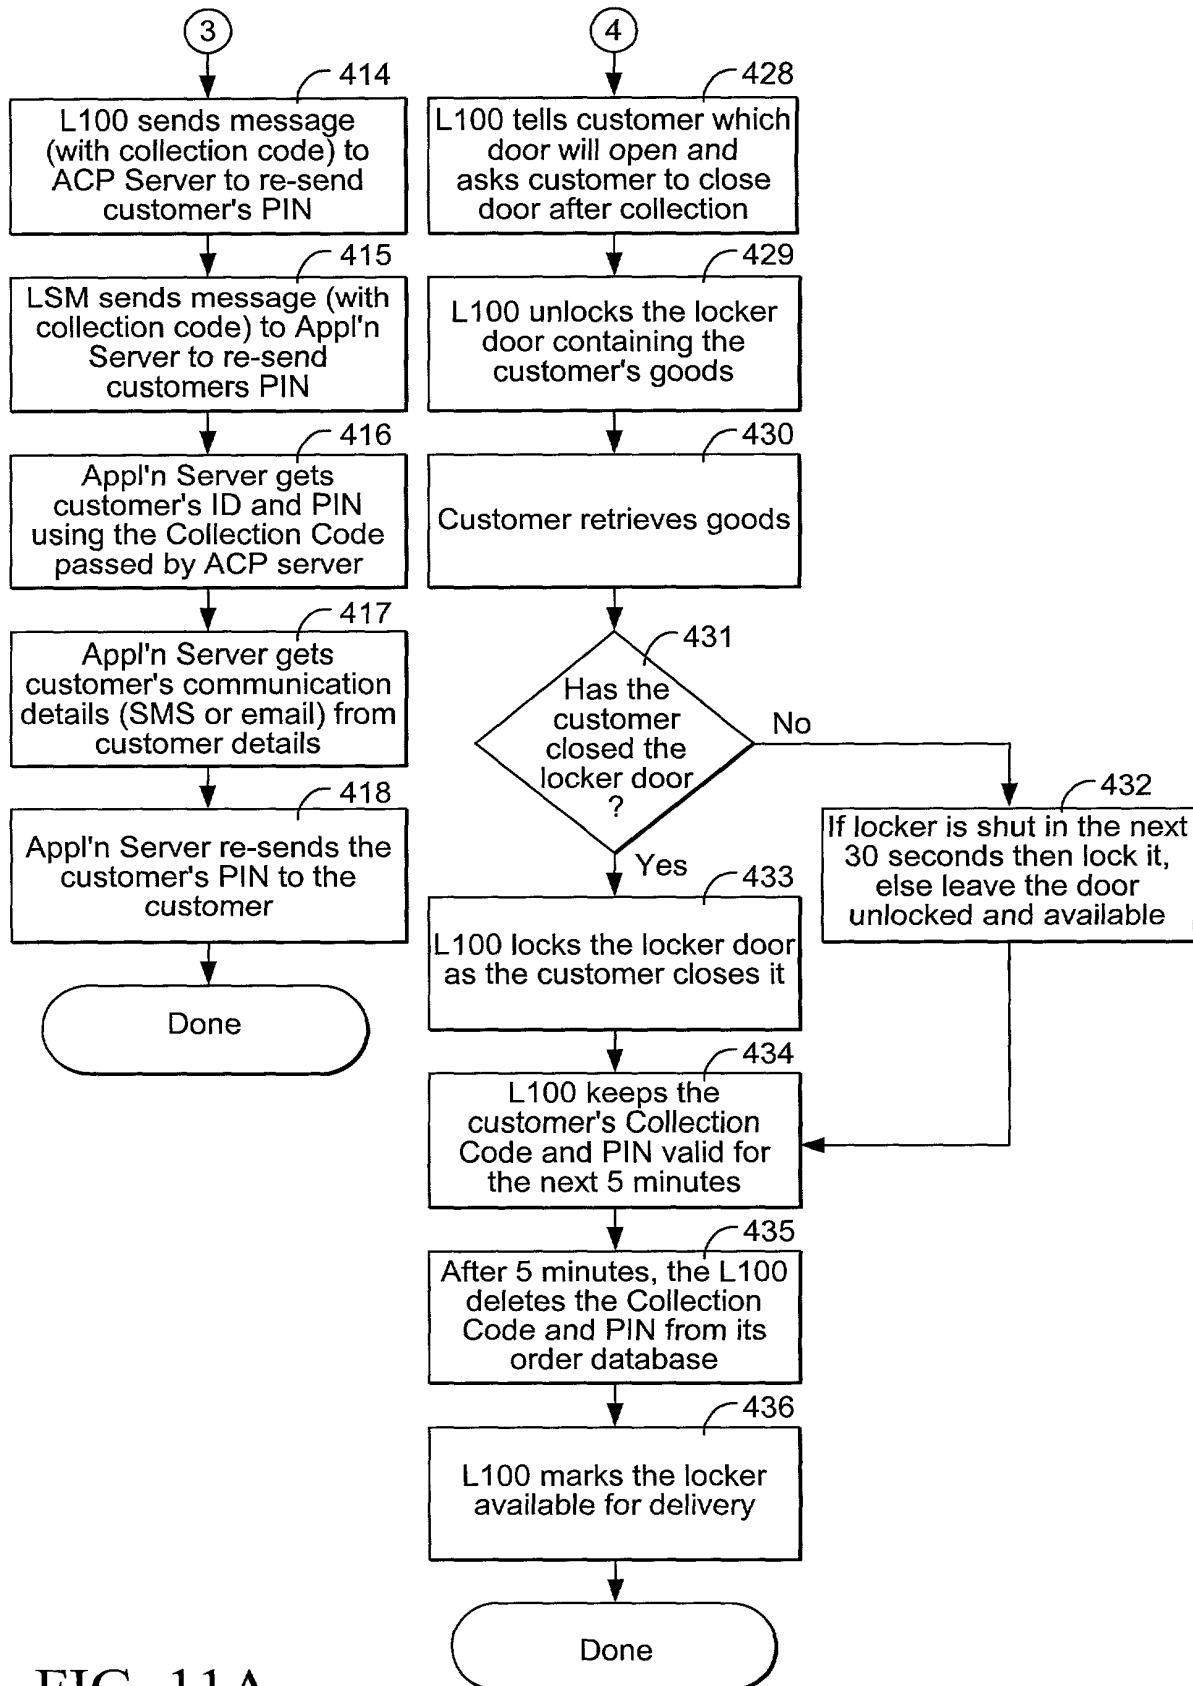 3
414
L100 sends message
(with collection code) to
ACP Server to re-send
customer's PIN
415
LSM sends message (with
collection code) to Appl'n
Server to re-send
customers PIN
416
Appl'n Server gets
customer's ID and PIN
using the Collection Code
passed by ACP server
417
Appl'n Server gets
customer's communication
details (SMS or email) from
customer details
418
Appl'n Server re-sends the
customer's PIN to the
customer
Done
4
428
L100 tells customer which
door will open and
asks customer to close
door after collection
429
L100 unlocks the locker
door containing the
customer's goods
430
Customer retrieves goods
431
Has the
customer
closed the
locker door
?
No
432
If locker is shut in the next
30 seconds then lock it,
else leave the door
unlocked and available
Yes
433
L100 locks the locker door
as the customer closes it
434
L100 keeps the
customer's Collection
Code and PIN valid for
the next 5 minutes
435
After 5 minutes, the L100
deletes the Collection
Code and PIN from its
order database
436
L100 marks the locker
available for delivery
Done
FIG. 11A